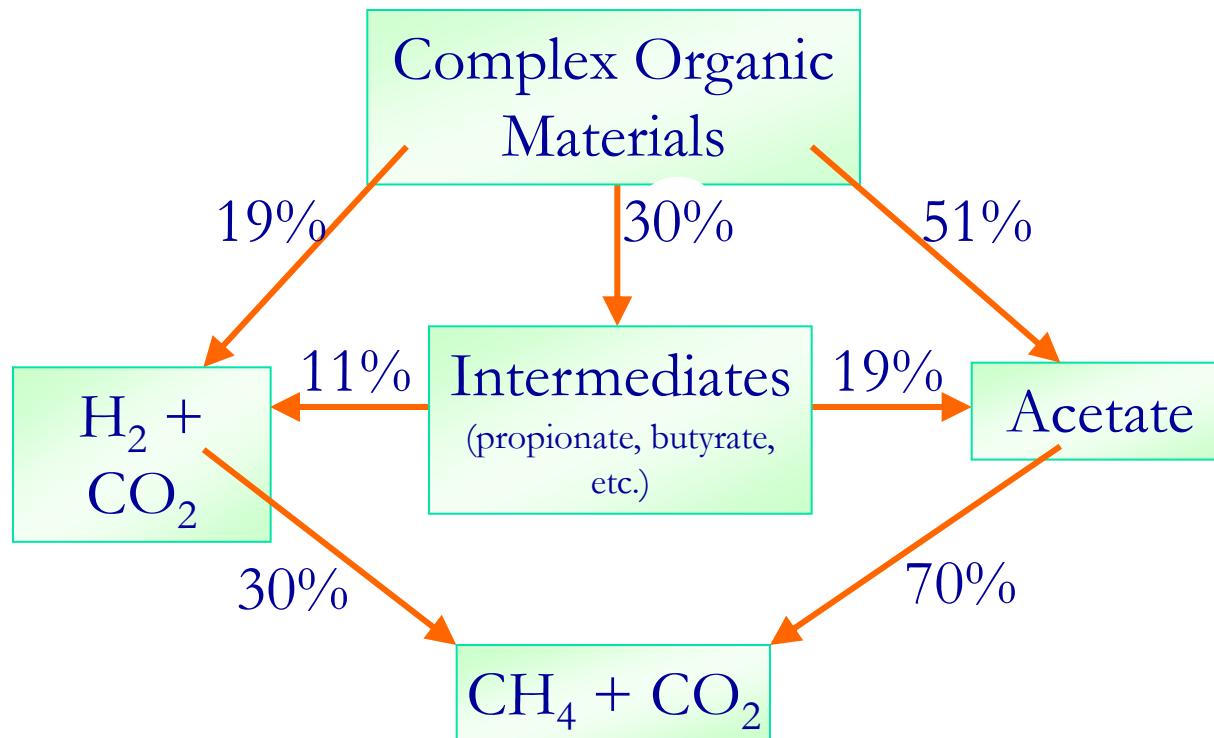 Complex Organic
Materials
19%
30%
51%
11%
Intermediates
19%
(propionate, butyrate,
etc.)
H₂ +
CO₂
Acetate
30%
70%
CH₄ + CO₂